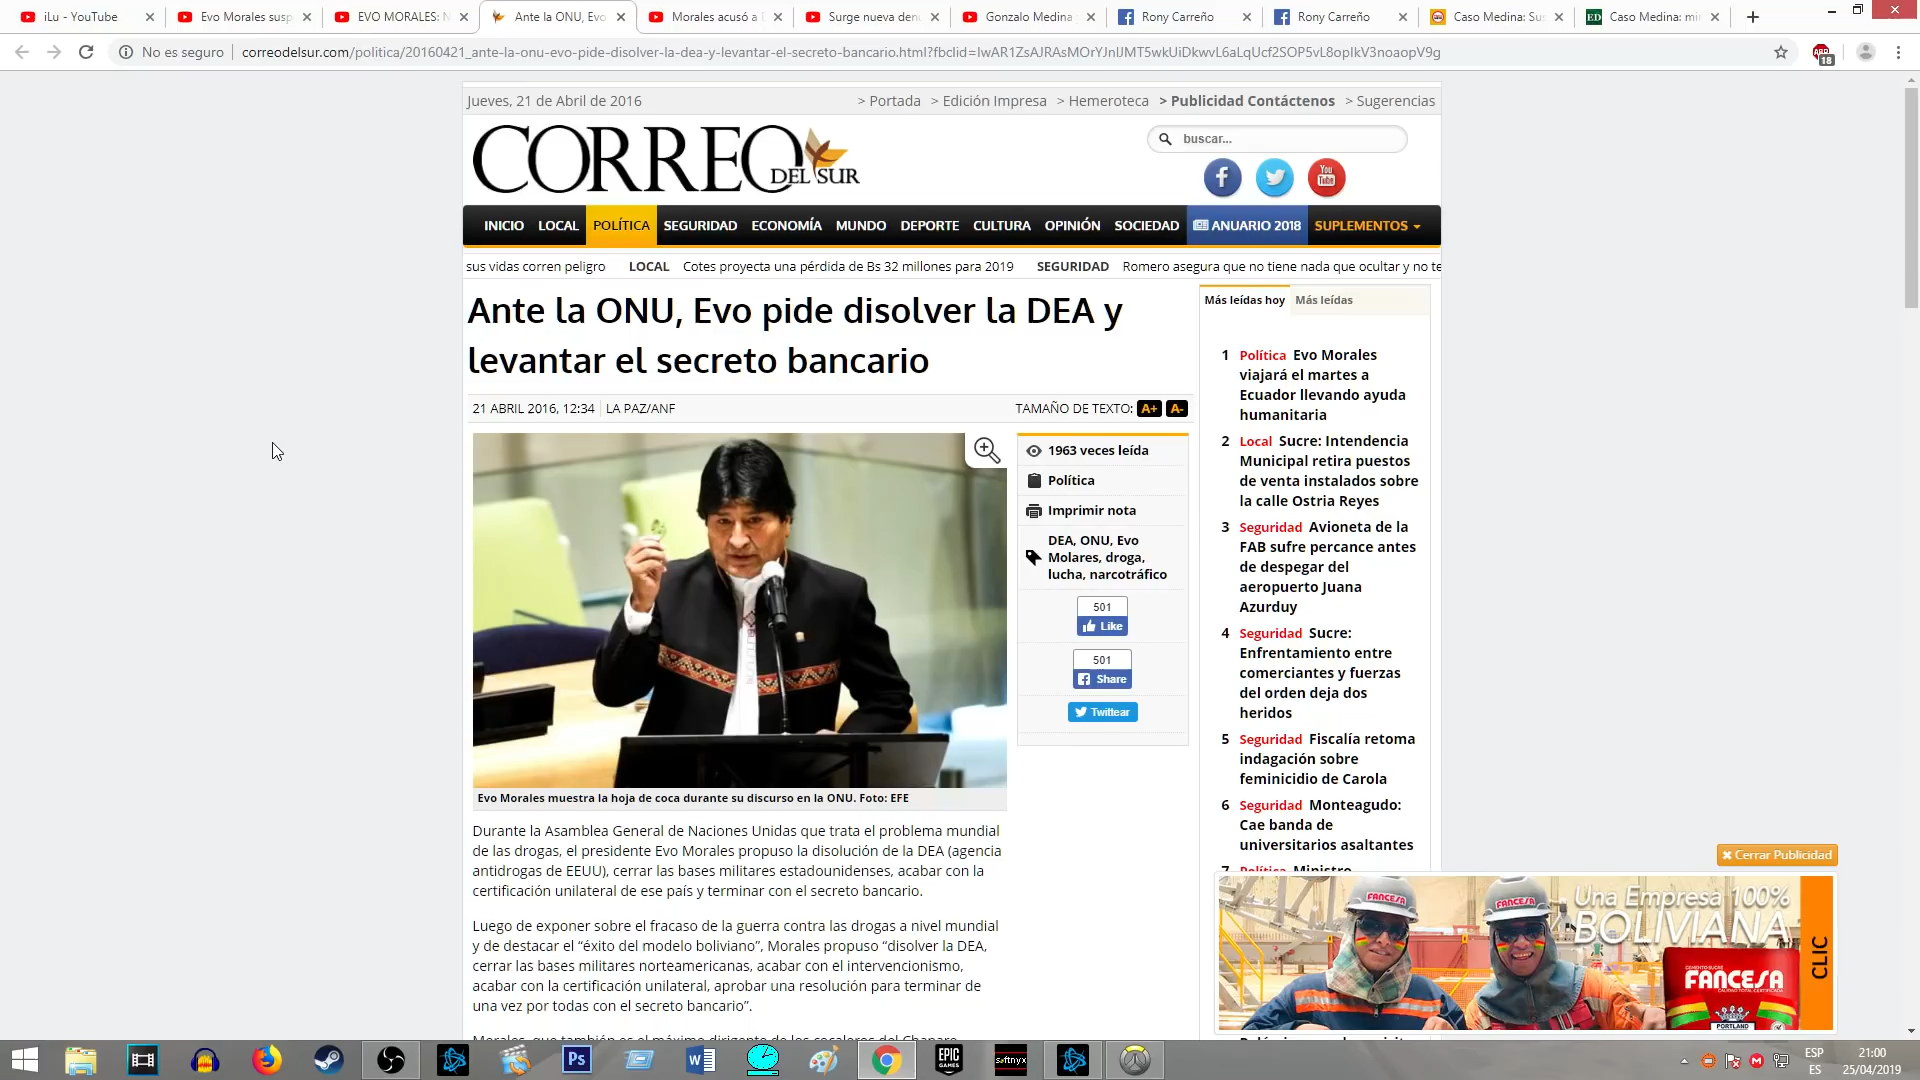 iLu - YouTube
Evo Morales susp
EVO MORALES: N
Ante la ONU, Evo
Morales acusó a
Surge nueva den
Gonzalo Medina
Rony Carreño
Rony Carreño
Caso Medina: Su
Caso Medina: mi
No es seguro
correodelsur.com/politica/20160421_ante-la-onu-evo-pide-disolver-la-dea-y-levantar-el-secreto-bancario.html?fbclid=
18
Jueves, 21 de Abril de 2016
> Portada > Edición Impresa > Hemeroteca > Publicidad Contáctenos > Sugerencias
CORREO
DEL SUR
buscar...
You Tube
INICIO LOCAL POLÍTICA SEGURIDAD ECONOMÍA MUNDO DEPORTE CULTURA OPINIÓN SOCIEDAD ANUARIO 2018 SUPLEMENTOS
sus vidas corren peligro LOCAL Cotes proyecta una pérdida de Bs 32 millones para 2019 SEGURIDAD Romero asegura que no tiene nada que ocultar y no te
Ante la ONU, Evo pide disolver la DEA y
levantar el secreto bancario
21 ABRIL 2016, 12:34 LA PAZ/ANF
TAMAÑO DE TEXTO: A+ A-
1963 veces leída
Política
Imprimir nota
DEA, ONU, Evo
Molares, droga,
lucha, narcotráfico
501
Like
501
Share
Twittear
Evo Morales muestra la hoja de coca durante su discurso en la ONU. Foto: EFE
Durante la Asamblea General de Naciones Unidas que trata el problema mundial
de las drogas, el presidente Evo Morales propuso la disolución de la DEA (agencia
antidrogas de EEUU), cerrar las bases militares estadounidenses, acabar con la
certificación unilateral de ese país y terminar con el secreto bancario.
Luego de exponer sobre el fracaso de la guerra contra las drogas a nivel mundial
y de destacar el “éxito del modelo boliviano”, Morales propuso “disolver la DEA,
cerrar las bases militares norteamericanas, acabar con el intervencionismo,
acabar con la certificación unilateral, aprobar una resolución para terminar de
una vez por todas con el secreto bancario”.
Más leídas hoy Más leídas
1 Política Evo Morales
viajará el martes a
Ecuador llevando ayuda
humanitaria
2 Local Sucre: Intendencia
Municipal retira puestos
de venta instalados sobre
la calle Ostria Reyes
3 Seguridad Avioneta de la
FAB sufre percance antes
de despegar del
aeropuerto Juana
Azurduy
4 Seguridad Sucre:
Enfrentamiento entre
comerciantes y fuerzas
del orden deja dos
heridos
5 Seguridad Fiscalía retoma
indagación sobre
feminicidio de Carola
6 Seguridad Monteagudo:
Cae banda de
universitarios asaltantes
7 Política Ministro
Cerrar Publicidad
Una Empresa 100%
BOLIVIANA
FANCESA
FANCESA
CEMENTO SUCRE
FANCESA
PORTLAND
CLIC
Ps
EPIC
GAMES
softnyx
ESP
ES
21:00
25/04/2019